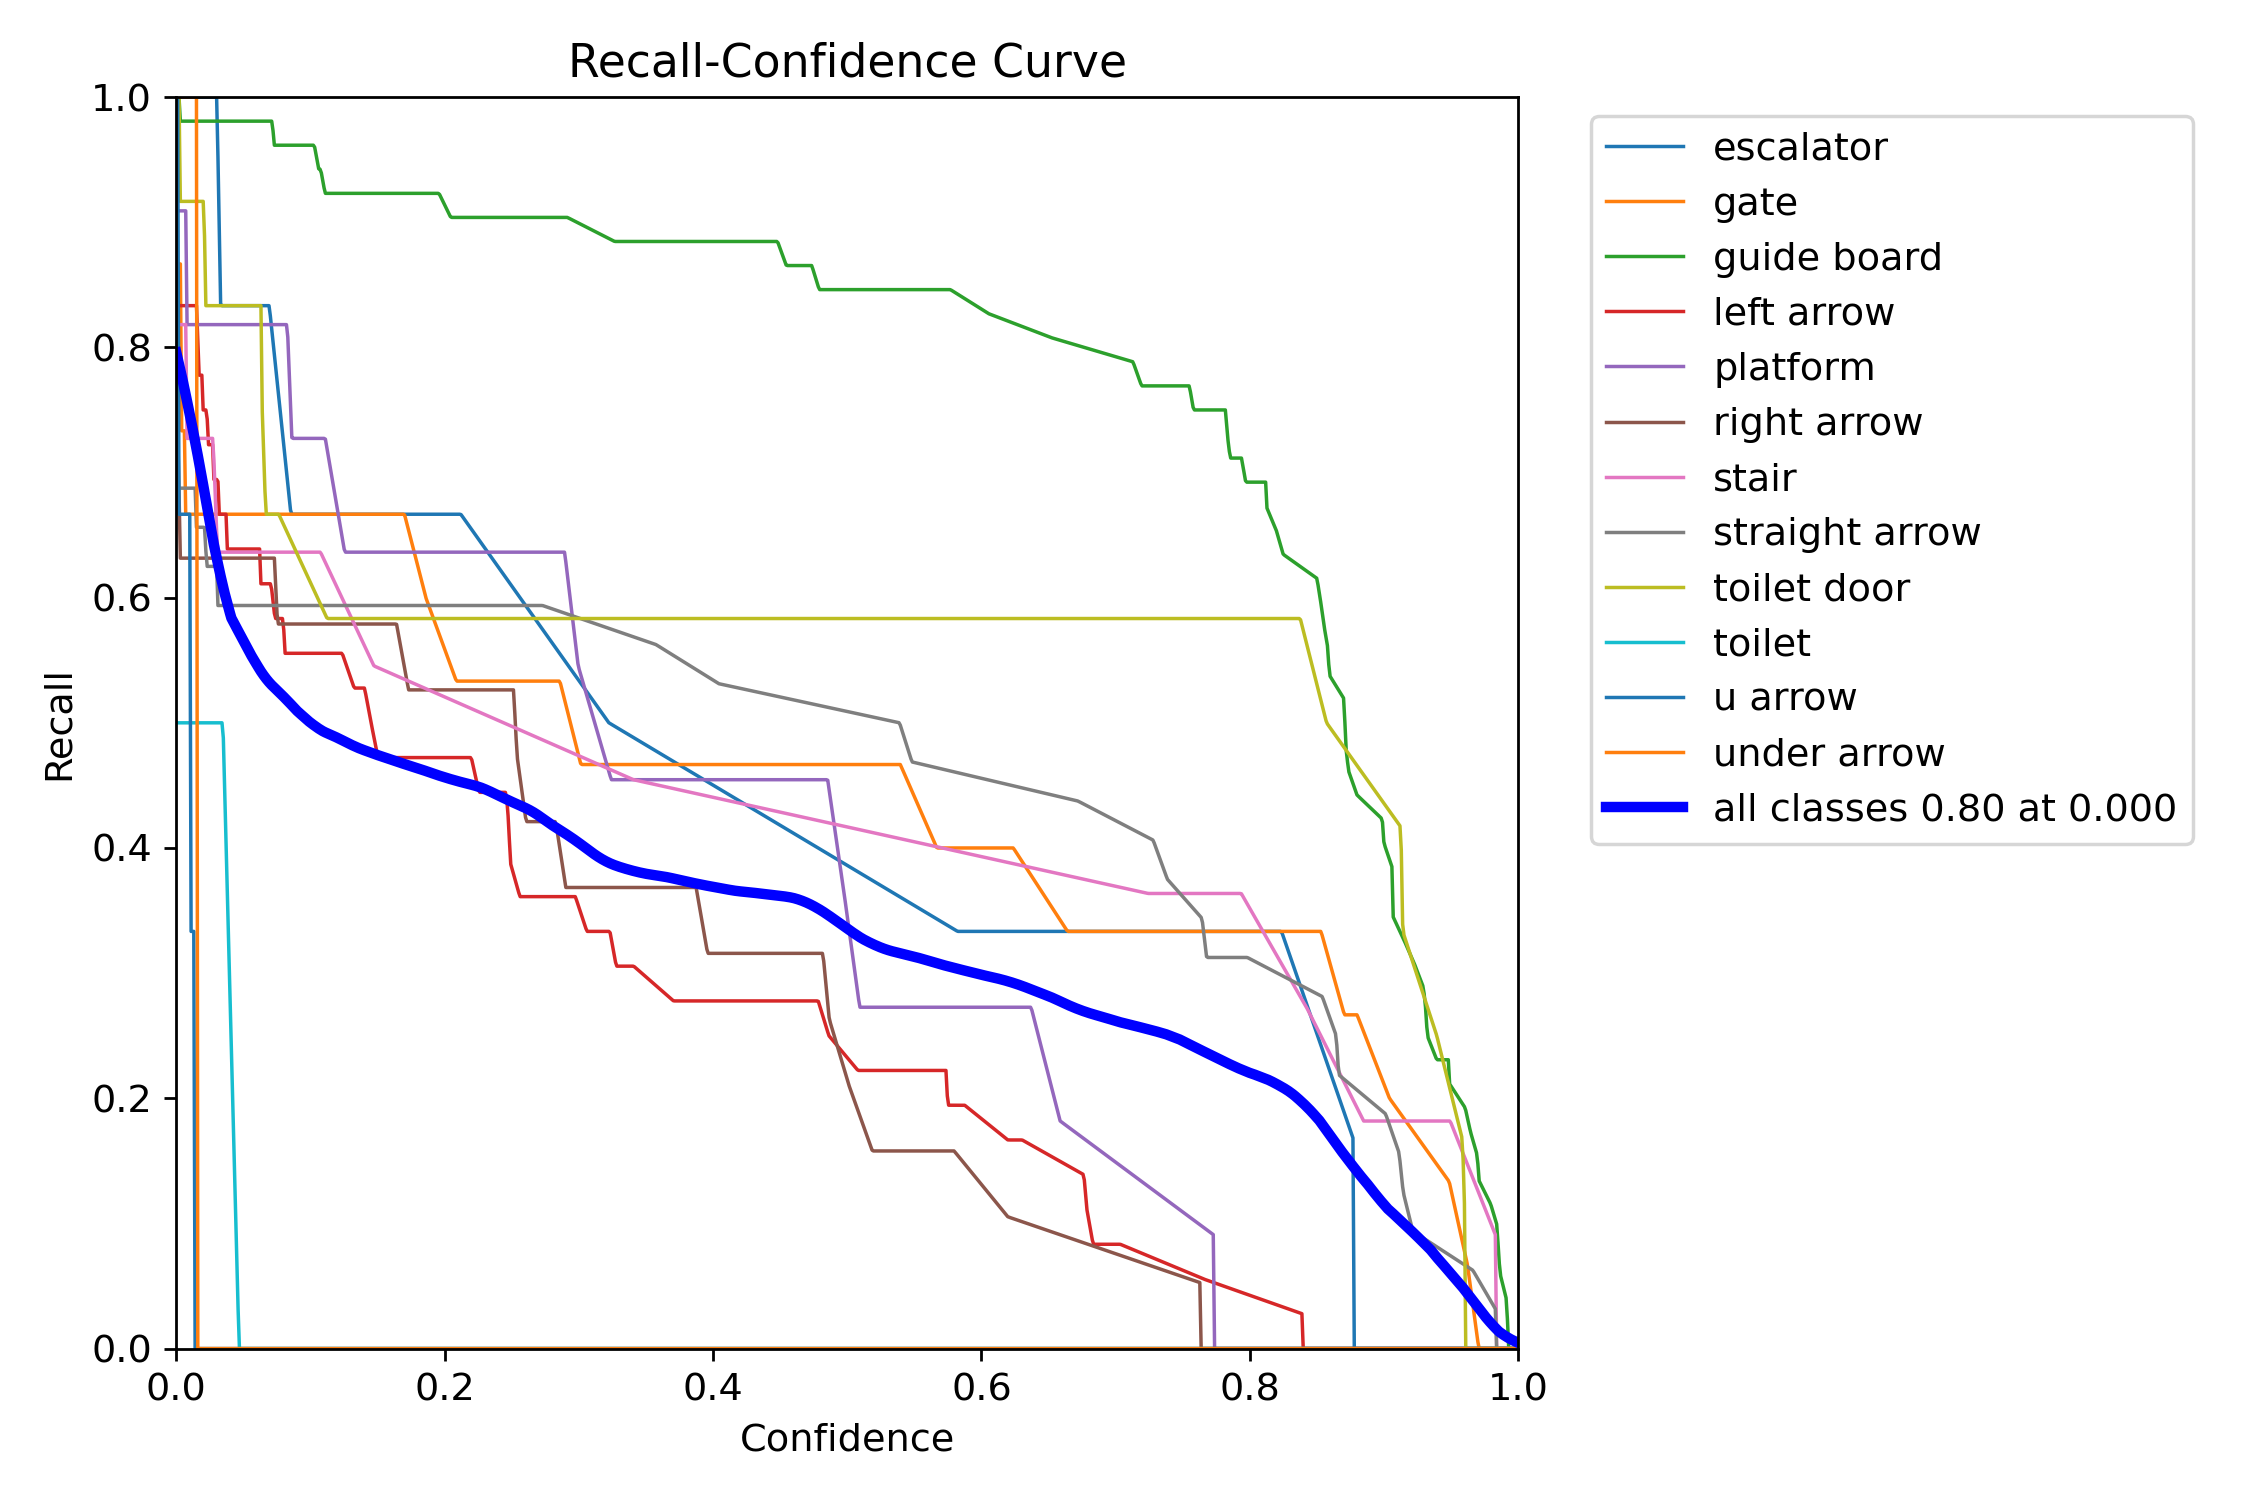 Recall-Confidence Curve
1.0
0.8
0.6
0.4
0.2
0.0
Recall
0.0 0.2 0.4 0.6 0.8 1.0
Confidence
escalator
gate
guide board
left arrow
platform
right arrow
stair
straight arrow
toilet door
toilet
u arrow
under arrow
all classes 0.80 at 0.000